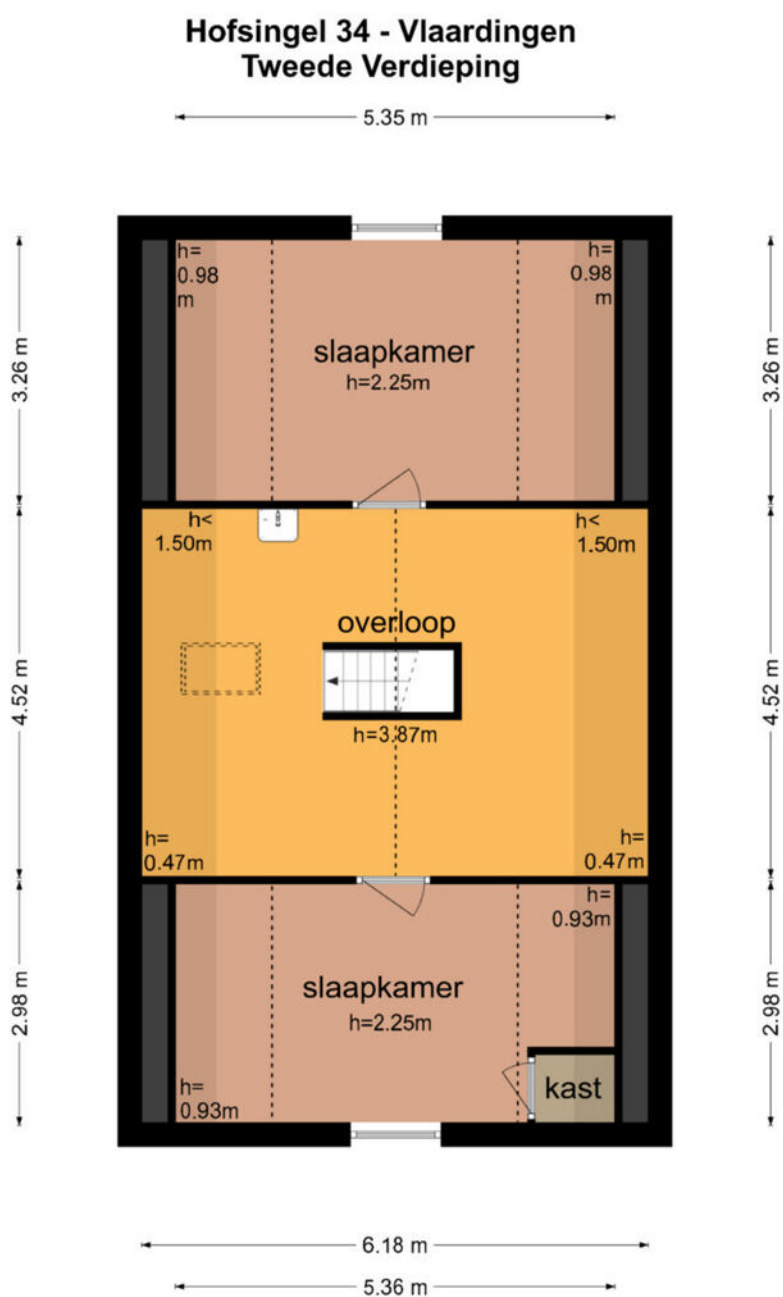 Hofsingel 34 - Vlaardingen
Tweede Verdieping
5.35 m
h=
0.98
m
h=
0.98
m
3.26 m
3.26 m
slaapkamer
h=2.25m
h<
1.50m
h<
1.50m
overloop
4.52 m
4.52 m
h=3.87m
h=
0.47m
h=
0.47m
h=
0.93m
slaapkamer
h=2.25m
2.98 m
2.98 m
h=
0.93m
kast
6.18 m
5.36 m